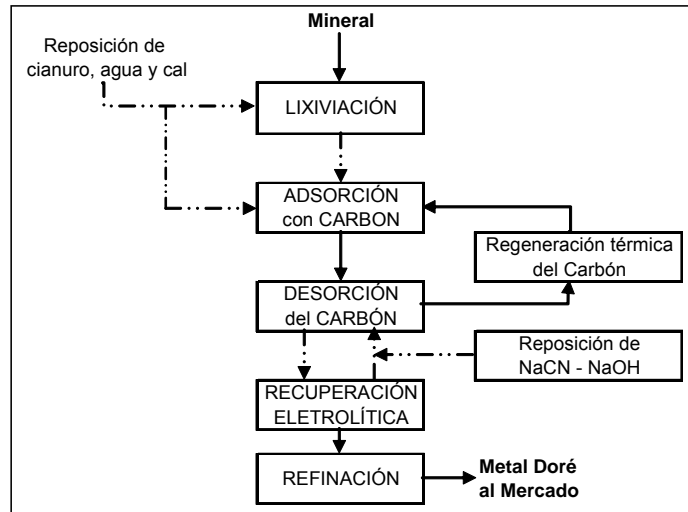 Mineral
Reposición de
cianuro, agua y cal
LIXIVIACIÓN
ADSORCIÓN
con CARBON
Regeneración térmica
del Carbón
DESORCIÓN
del CARBÓN
Reposición de
NaCN - NaOH
RECUPERACIÓN
ELETROLÍTICA
REFINACIÓN
Metal Doré
al Mercado